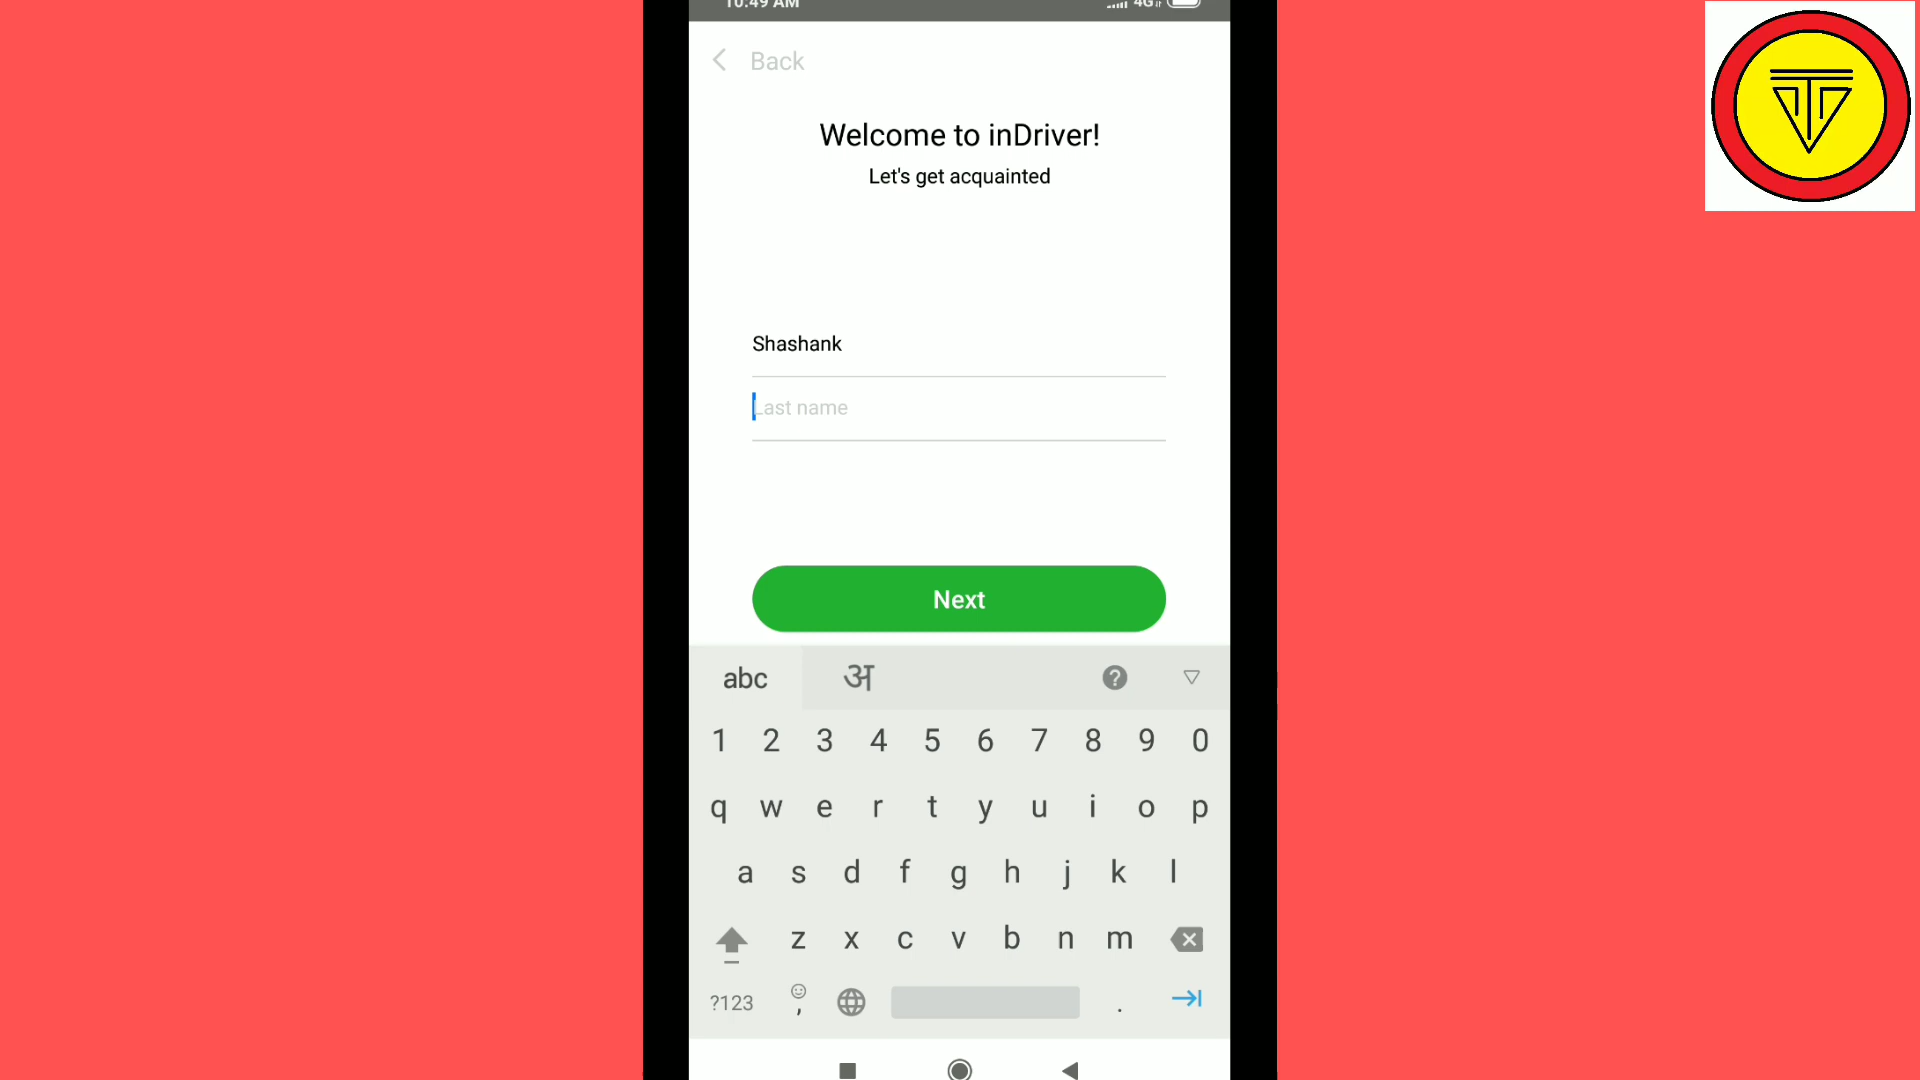 10:49 AM
4G
Back
Welcome to inDriver!
Let's get acquainted
Shashank
Last name
Next
abc अ ?
1 2 3 4 5 6 7 8 9 0
q w e r t y u i o p
a s d f g h j k l
z x c v b n m
?123 , .